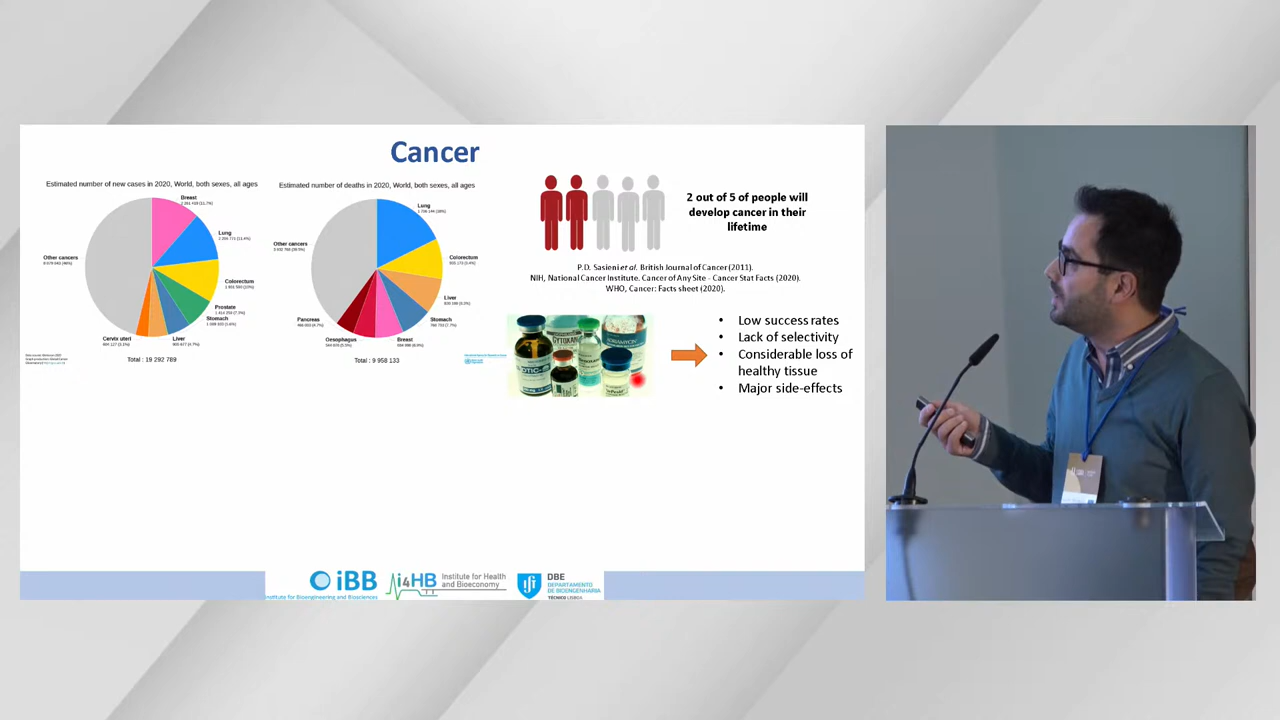 Cancer
Estimated number of new cases in 2020, World, both sexes, all ages
Breast
Lung
Colorectum
Prostate
Stomach
Liver
Cervix uteri
Other cancers
Total : 19 292 789
Estimated number of deaths in 2020, World, both sexes, all ages
Lung
Colorectum
Liver
Stomach
Breast
Oesophagus
Pancreas
Other cancers
Total : 9 958 133
2 out of 5 of people will
develop cancer in their
lifetime
P.D. Sasieni et al. British Journal of Cancer (2011).
NIH, National Cancer Institute. Cancer of Any Site - Cancer Stat Facts (2020).
WHO, Cancer: Facts sheet (2020).
• Low success rates
• Lack of selectivity
• Considerable loss of
healthy tissue
• Major side-effects
iBB
Institute for Bioengineering and Biosciences
i4HB
Institute for Health
and Bioeconomy
DBE
DEPARTAMENTO
DE BIOENGENHARIA
TÉCNICO LISBOA